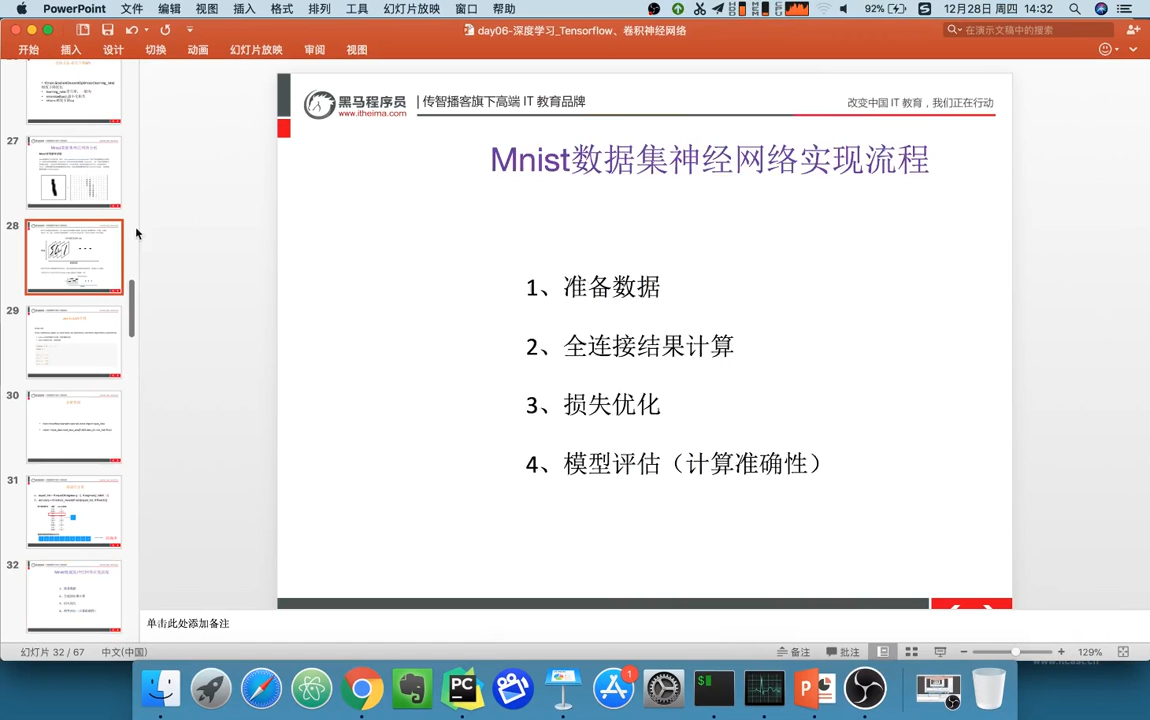 PowerPoint 文件 编辑 视图 插入 格式 排列 工具 幻灯片放映 窗口 帮助 92% 12月28日 周四 14:32
day06-深度学习_Tensorflow、卷积神经网络
在演示文稿中的搜索
开始 插入 设计 切换 动画 幻灯片放映 审阅 视图
27
28
29
30
31
32
黑马程序员
www.itheima.com
传智播客旗下高端 IT 教育品牌
改变中国 IT 教育，我们正在行动
Mnist数据集神经网络实现流程
1、准备数据
2、全连接结果计算
3、损失优化
4、模型评估（计算准确性）
单击此处添加备注
幻灯片 32 / 67 中文(中国)
备注 批注 129%
PC
1